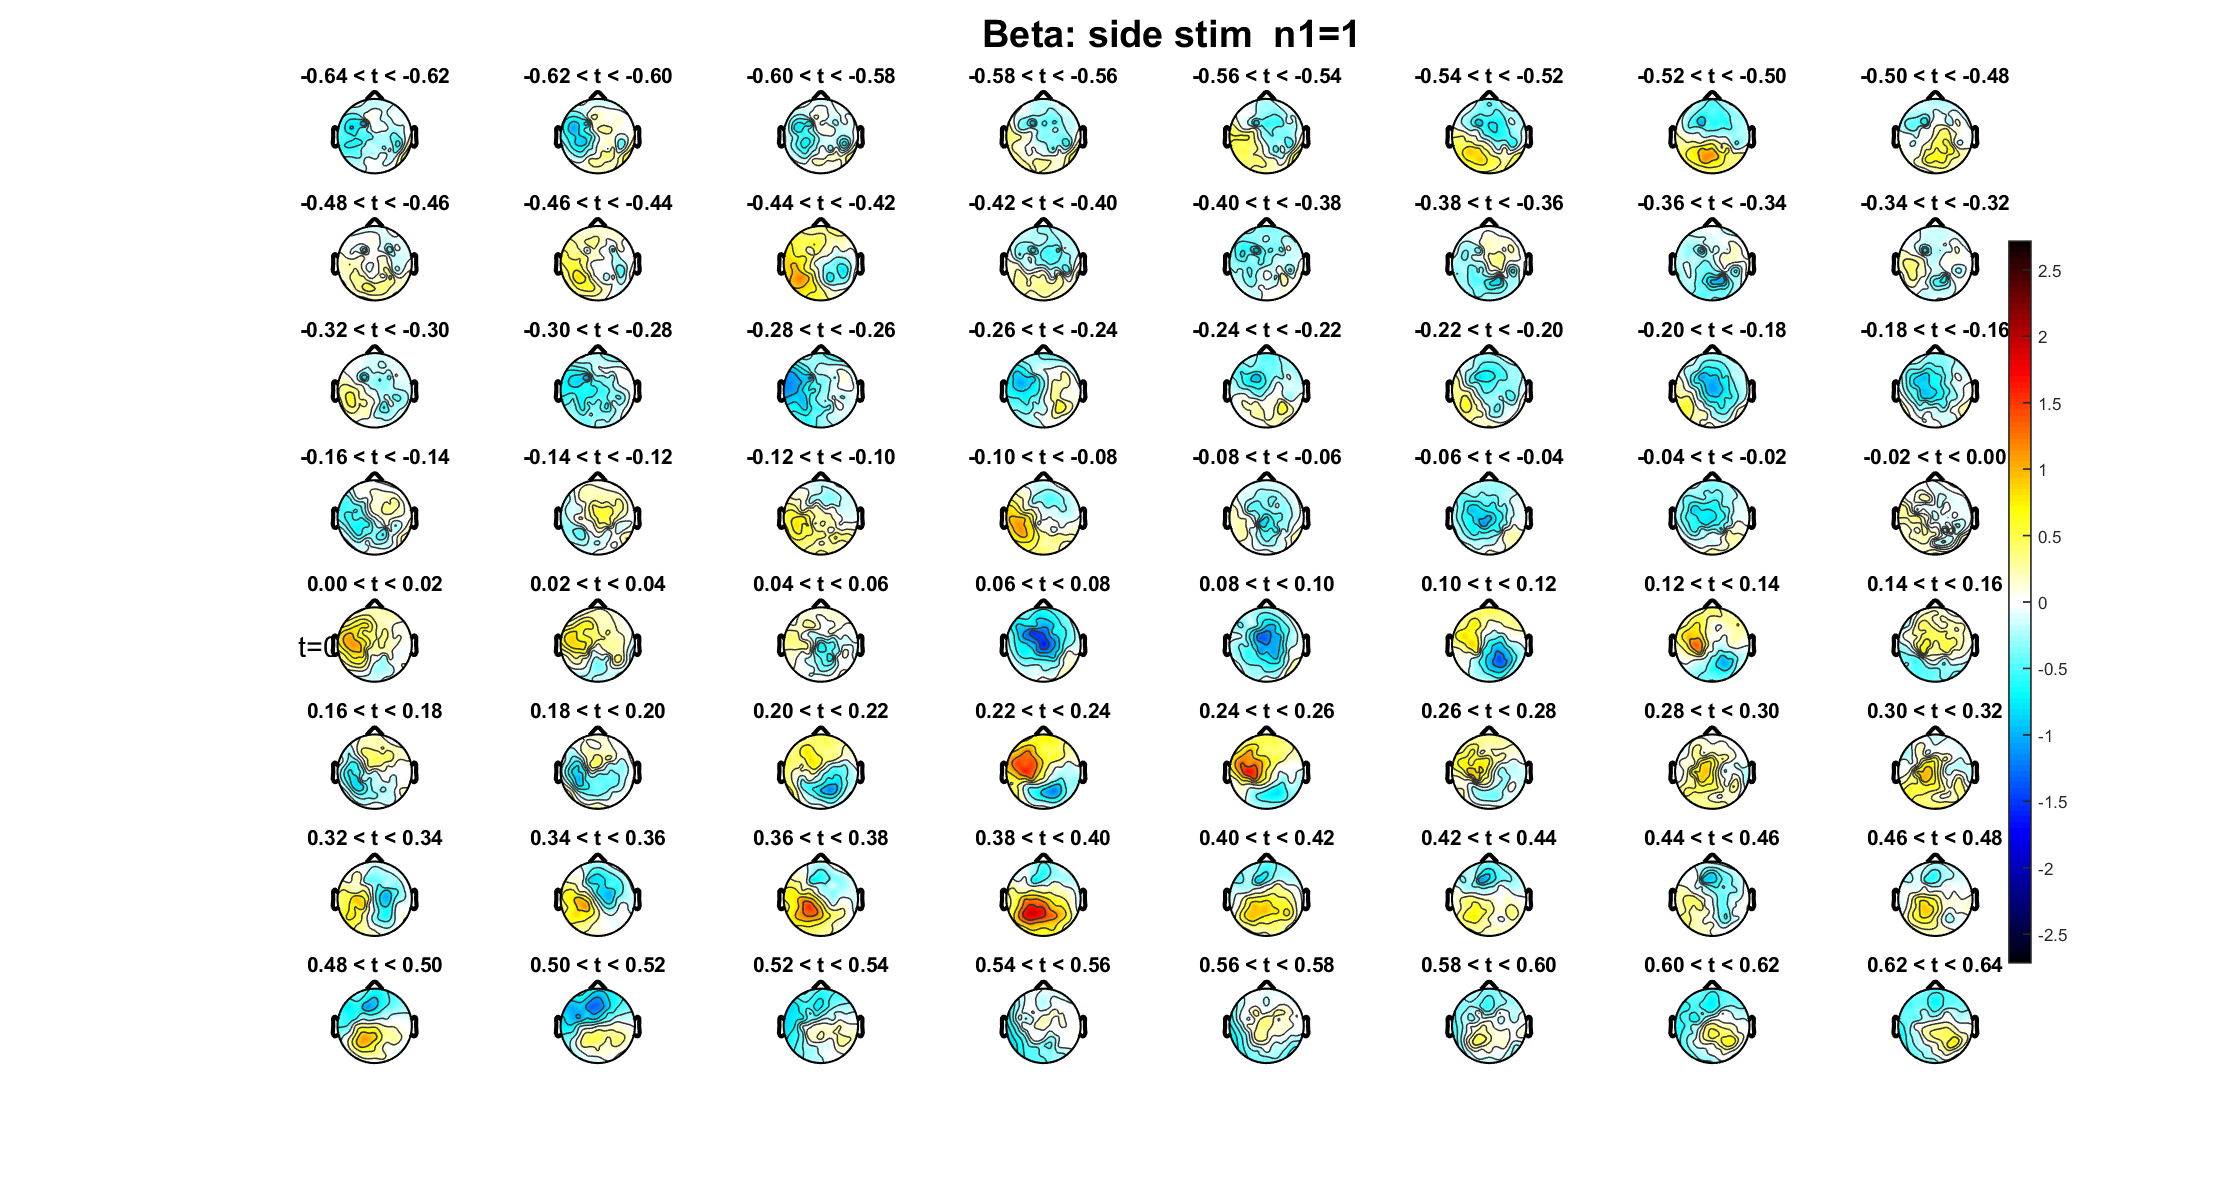 Beta: side stim  n1=1
-0.64 < t < -0.62 -0.62 < t < -0.60 -0.60 < t < -0.58 -0.58 < t < -0.56 -0.56 < t < -0.54 -0.54 < t < -0.52 -0.52 < t < -0.50 -0.50 < t < -0.48
-0.48 < t < -0.46 -0.46 < t < -0.44 -0.44 < t < -0.42 -0.42 < t < -0.40 -0.40 < t < -0.38 -0.38 < t < -0.36 -0.36 < t < -0.34 -0.34 < t < -0.32
2.5
-0.32 < t < -0.30 -0.30 < t < -0.28 -0.28 < t < -0.26 -0.26 < t < -0.24 -0.24 < t < -0.22 -0.22 < t < -0.20 -0.20 < t < -0.18 -0.18 < t < -0.16
2
1.5
-0.16 < t < -0.14 -0.14 < t < -0.12 -0.12 < t < -0.10 -0.10 < t < -0.08 -0.08 < t < -0.06 -0.06 < t < -0.04 -0.04 < t < -0.02 -0.02 < t < 0.00
1
0.5
0.00 < t < 0.02 0.02 < t < 0.04 0.04 < t < 0.06 0.06 < t < 0.08 0.08 < t < 0.10 0.10 < t < 0.12 0.12 < t < 0.14 0.14 < t < 0.16
0
t=0
-0.5
0.16 < t < 0.18 0.18 < t < 0.20 0.20 < t < 0.22 0.22 < t < 0.24 0.24 < t < 0.26 0.26 < t < 0.28 0.28 < t < 0.30 0.30 < t < 0.32
-1
-1.5
0.32 < t < 0.34 0.34 < t < 0.36 0.36 < t < 0.38 0.38 < t < 0.40 0.40 < t < 0.42 0.42 < t < 0.44 0.44 < t < 0.46 0.46 < t < 0.48
-2
-2.5
0.48 < t < 0.50 0.50 < t < 0.52 0.52 < t < 0.54 0.54 < t < 0.56 0.56 < t < 0.58 0.58 < t < 0.60 0.60 < t < 0.62 0.62 < t < 0.64